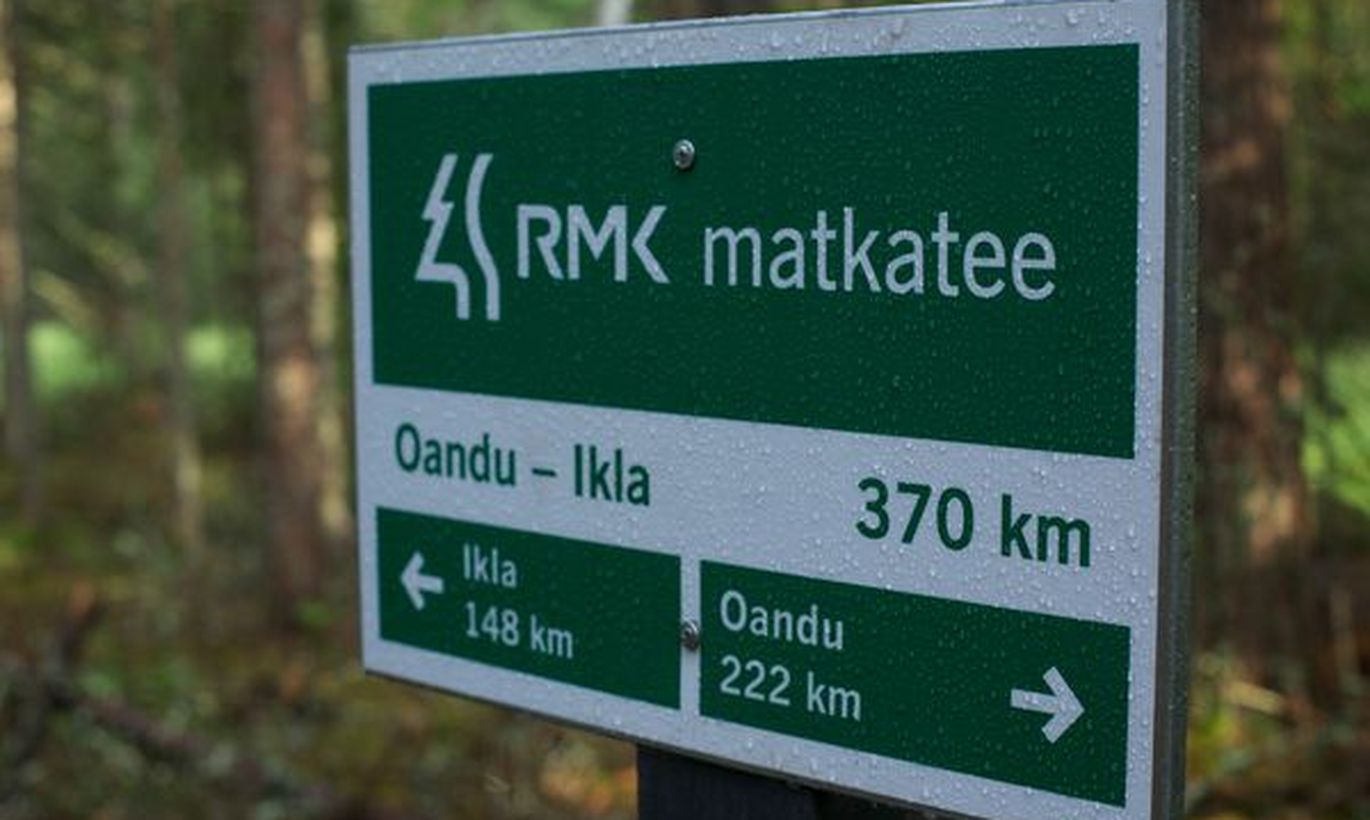 RMK matkatee
Oandu – Ikla
370 km
Ikla
148 km
Oandu
222 km